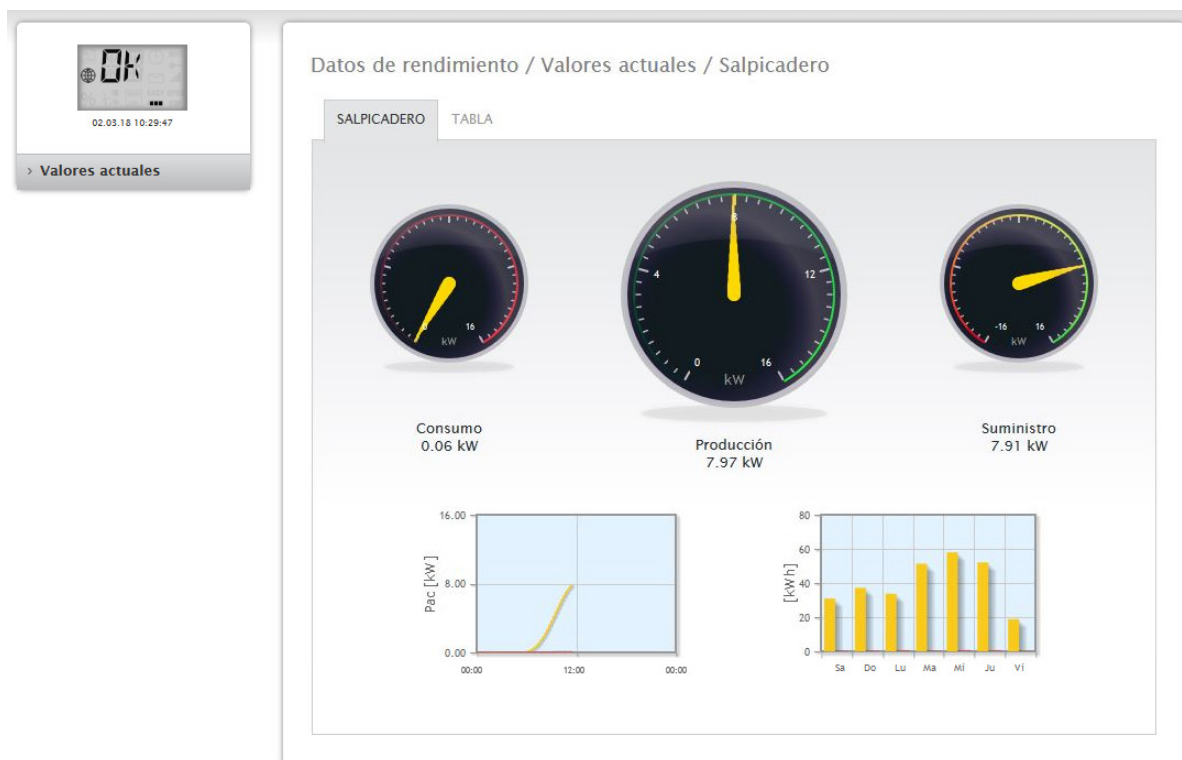 OK
02.03.18 10:29:47
› Valores actuales
Datos de rendimiento / Valores actuales / Salpicadero
SALPICADERO TABLA
0 16
kW
4 8 12
0 16
kW
-16 16
kW
Consumo
0.06 kW
Producción
7.97 kW
Suministro
7.91 kW
Pac [kW]
16.00
8.00
0.00
00:00 12:00 00:00
[kWh]
80
60
40
20
0
Sa Do Lu Ma Mí Ju Ví